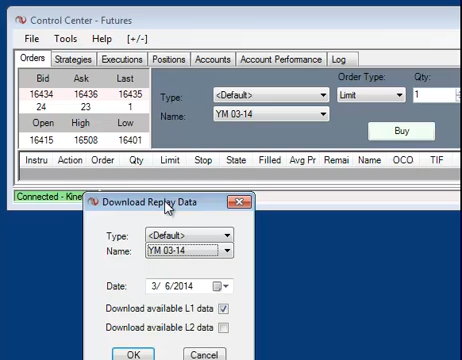 Control Center - Futures
File Tools Help [+/-]
Orders Strategies Executions Positions Accounts Account Performance Log
Bid Ask Last
16434 16436 16435
24 23 1
Open High Low
16415 16508 16401
Order Type: Qty:
Type: <Default> Limit 1
Name: YM 03-14
Buy
Instru Action Order Qty Limit Stop State Filled Avg Pr Remai Name OCO TIF
Connected - Kine
Download Replay Data
Type: <Default>
Name: YM 03-14
Date: 3/ 6/2014
Download available L1 data
Download available L2 data
OK Cancel